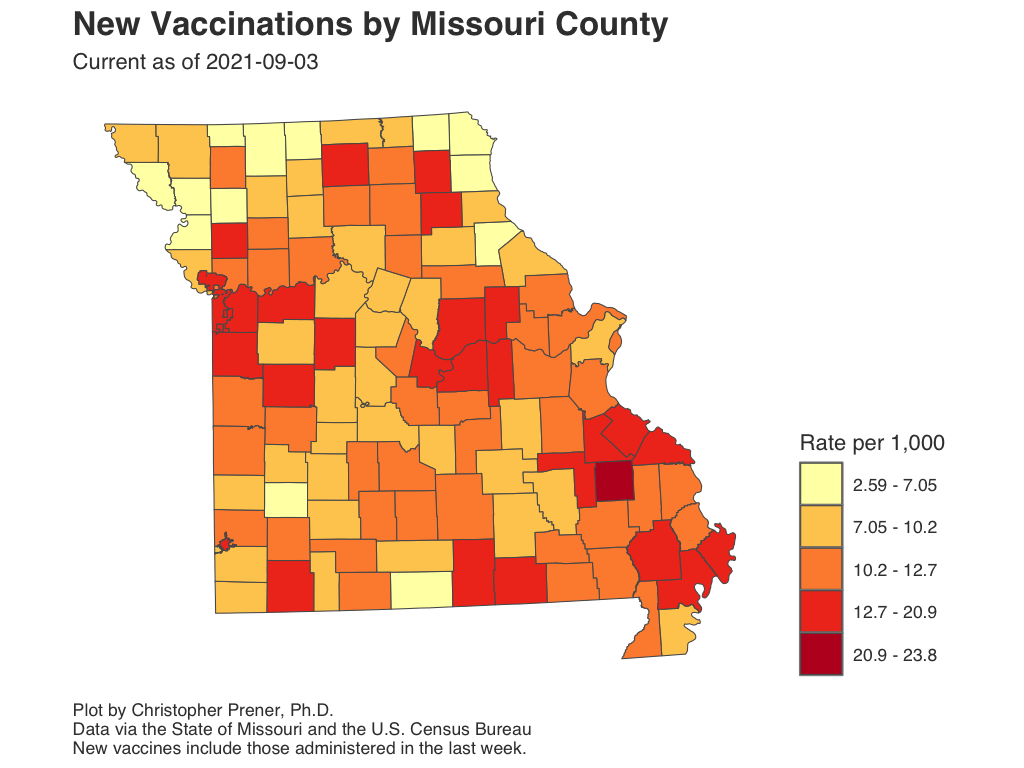 New Vaccinations by Missouri County
Current as of 2021-09-03
Rate per 1,000
2.59 - 7.05
7.05 - 10.2
10.2 - 12.7
12.7 - 20.9
20.9 - 23.8
Plot by Christopher Prener, Ph.D.
Data via the State of Missouri and the U.S. Census Bureau
New vaccines include those administered in the last week.